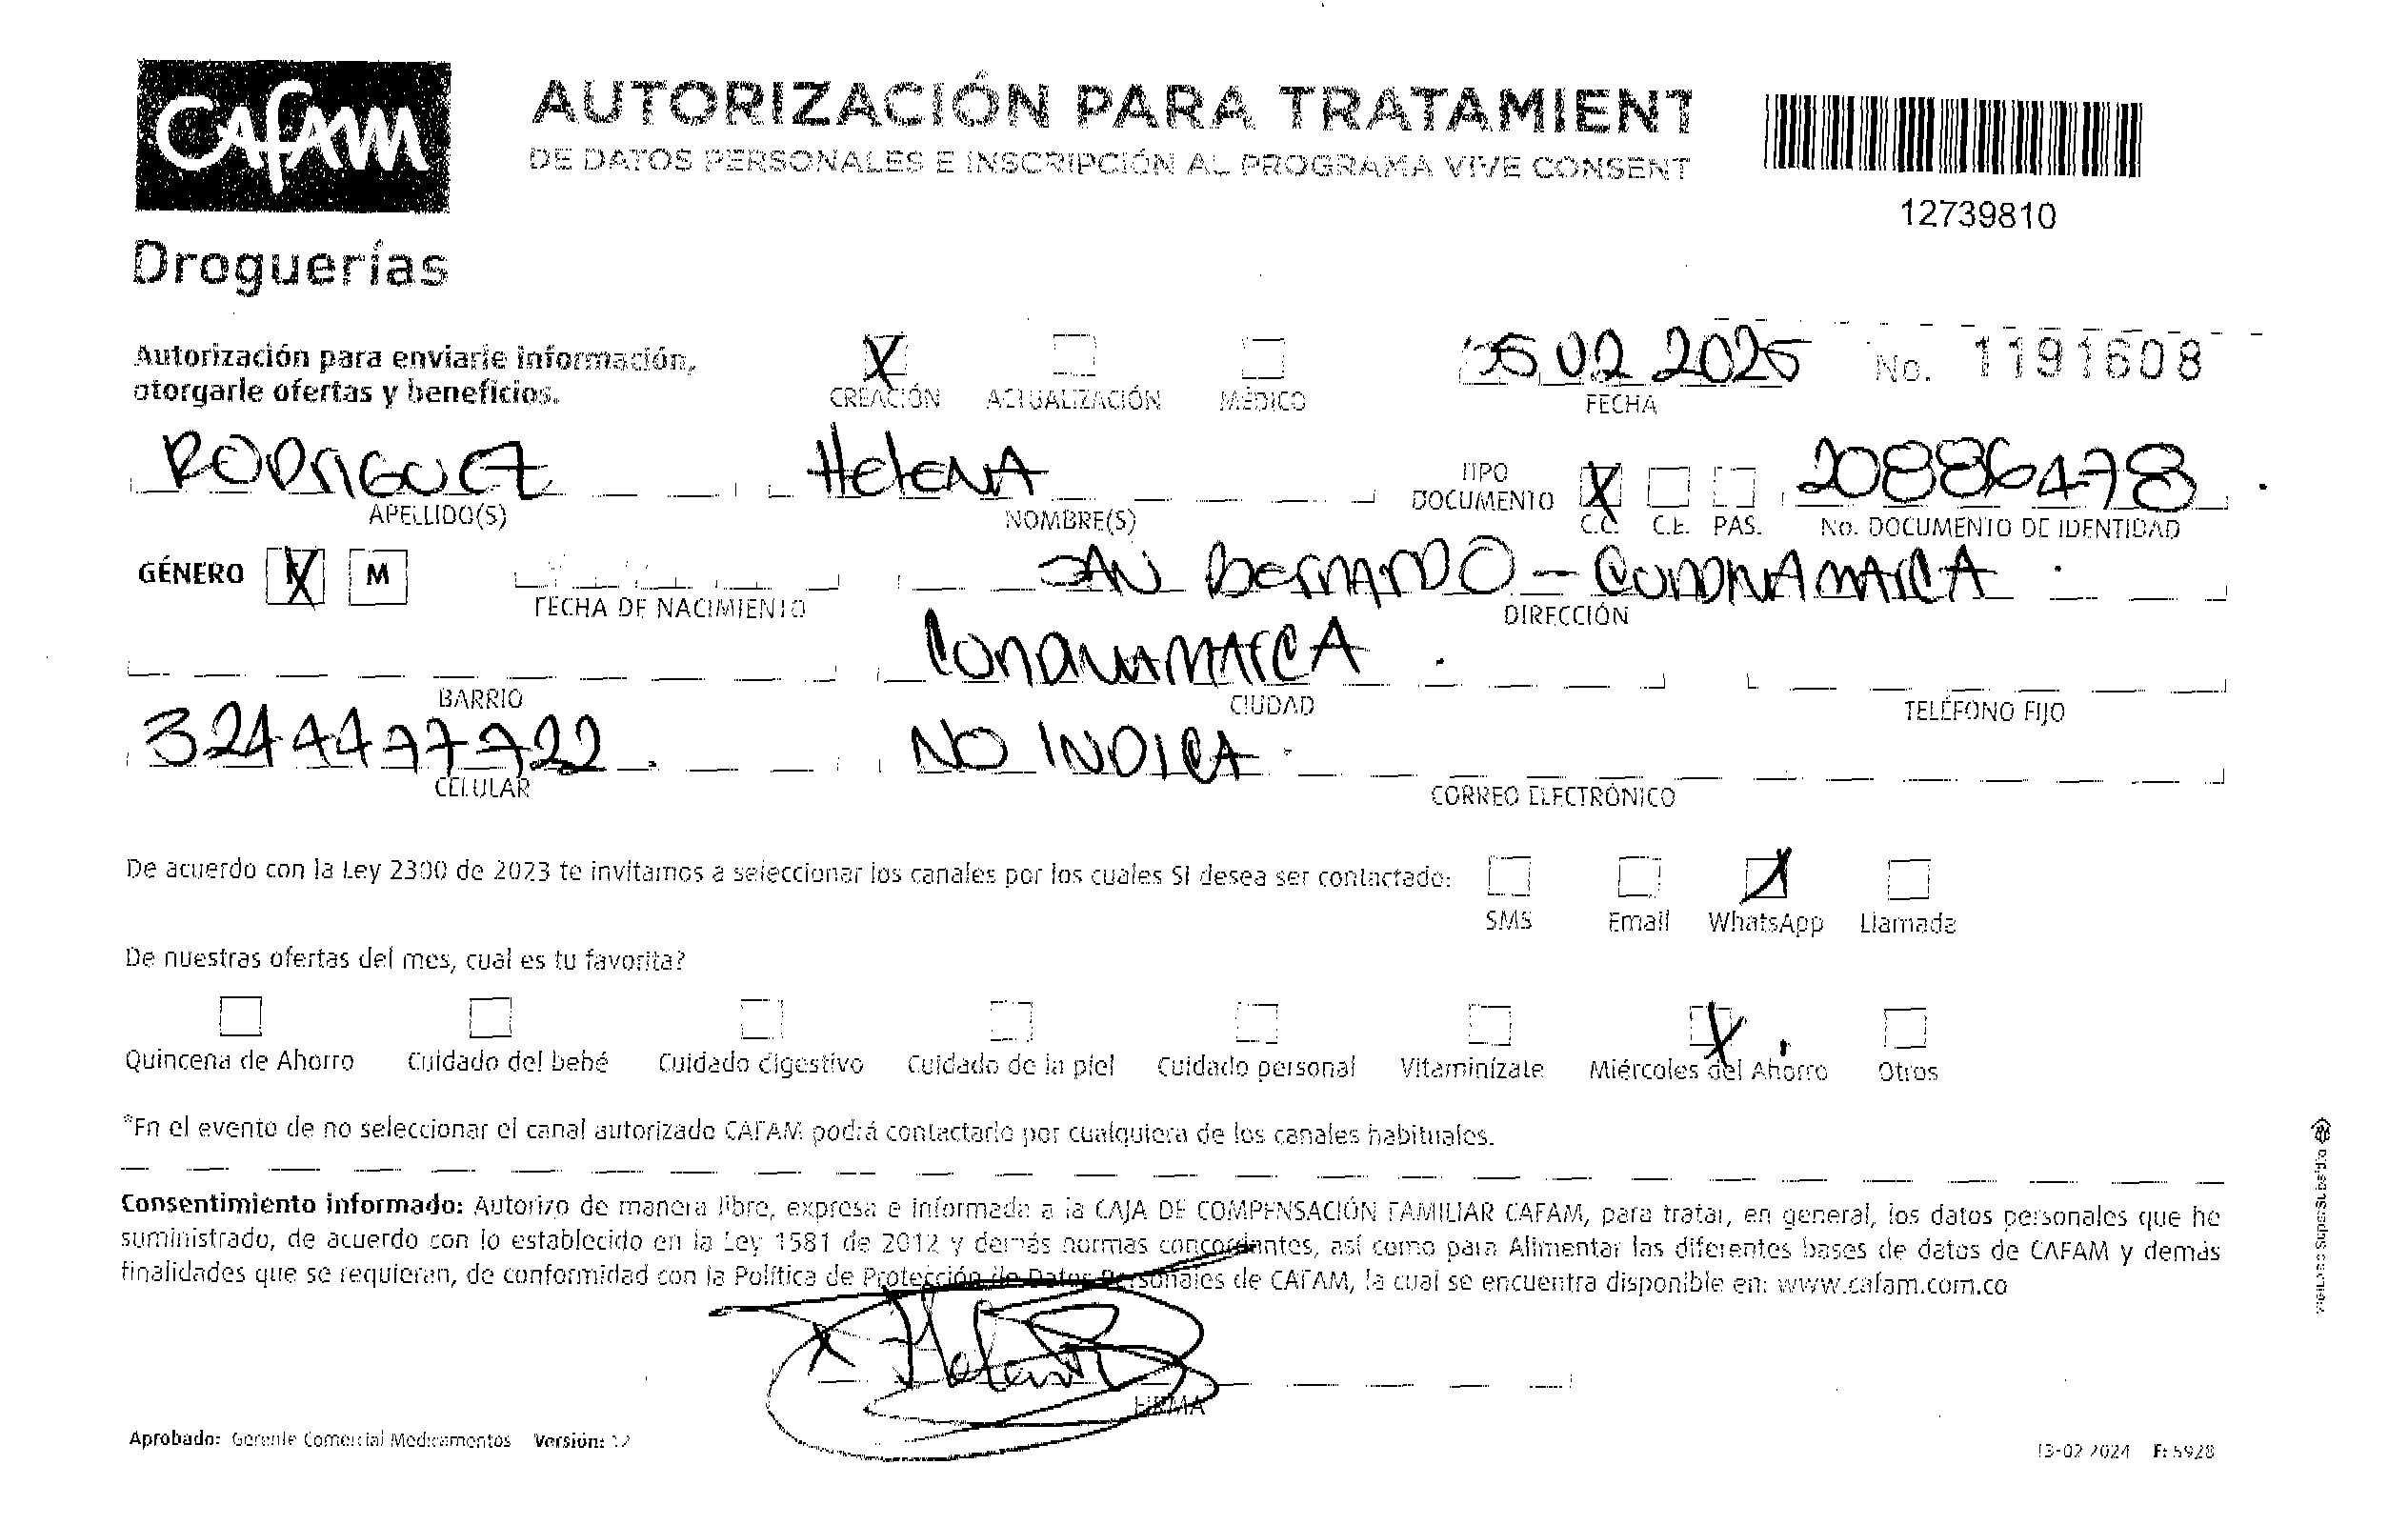 CAFAM
Droguerías
AUTORIZACIÓN PARA TRATAMIENT
DE DATOS PERSONALES E INSCRIPCIÓN AL PROGRAMA VIVE CONSENT
12739810
Autorización para enviarle información,
otorgarle ofertas y beneficios.
X CREACIÓN ACTUALIZACIÓN MÉDICO
02 2025 FECHA
No. 1191608
RODRIGUEZ HELENA
APELLIDO(S) NOMBRE(S)
TIPO DOCUMENTO X C.C. C.E. PAS. 20886478
No. DOCUMENTO DE IDENTIDAD
GÉNERO X M SAN BERNARDO - CUNDINAMARCA
FECHA DE NACIMIENTO DIRECCIÓN
BARRIO CIUDAD TELÉFONO FIJO
3244477722 NO INDICA
CELULAR CORREO ELECTRÓNICO
De acuerdo con la Ley 2300 de 2023 te invitamos a seleccionar los canales por los cuales SI desea ser contactado:
SMS Email X WhatsApp Llamada
De nuestras ofertas del mes, cual es tu favorita?
Quincena de Ahorro Cuidado del bebé Cuidado digestivo Cuidado de la piel Cuidado personal Vitaminízate X Miércoles del Ahorro Otros
*En el evento de no seleccionar el canal autorizado CAFAM podrá contactarlo por cualquiera de los canales habituales.
Consentimiento informado: Autorizo de manera libre, expresa e informada a la CAJA DE COMPENSACIÓN FAMILIAR CAFAM, para tratar, en general, los datos personales que he
suministrado, de acuerdo con lo establecido en la Ley 1581 de 2012 y demás normas concordantes, así como para Alimentar las diferentes bases de datos de CAFAM y demás
finalidades que se requieran, de conformidad con la Política de Protección de Datos Personales de CAFAM, la cual se encuentra disponible en: www.cafam.com.co
X Helena R
FIRMA
Aprobado: Gerente Comercial Medicamentos Versión: 12
13-02 2024 F: 5928
VIGILADO SuperSubsidio